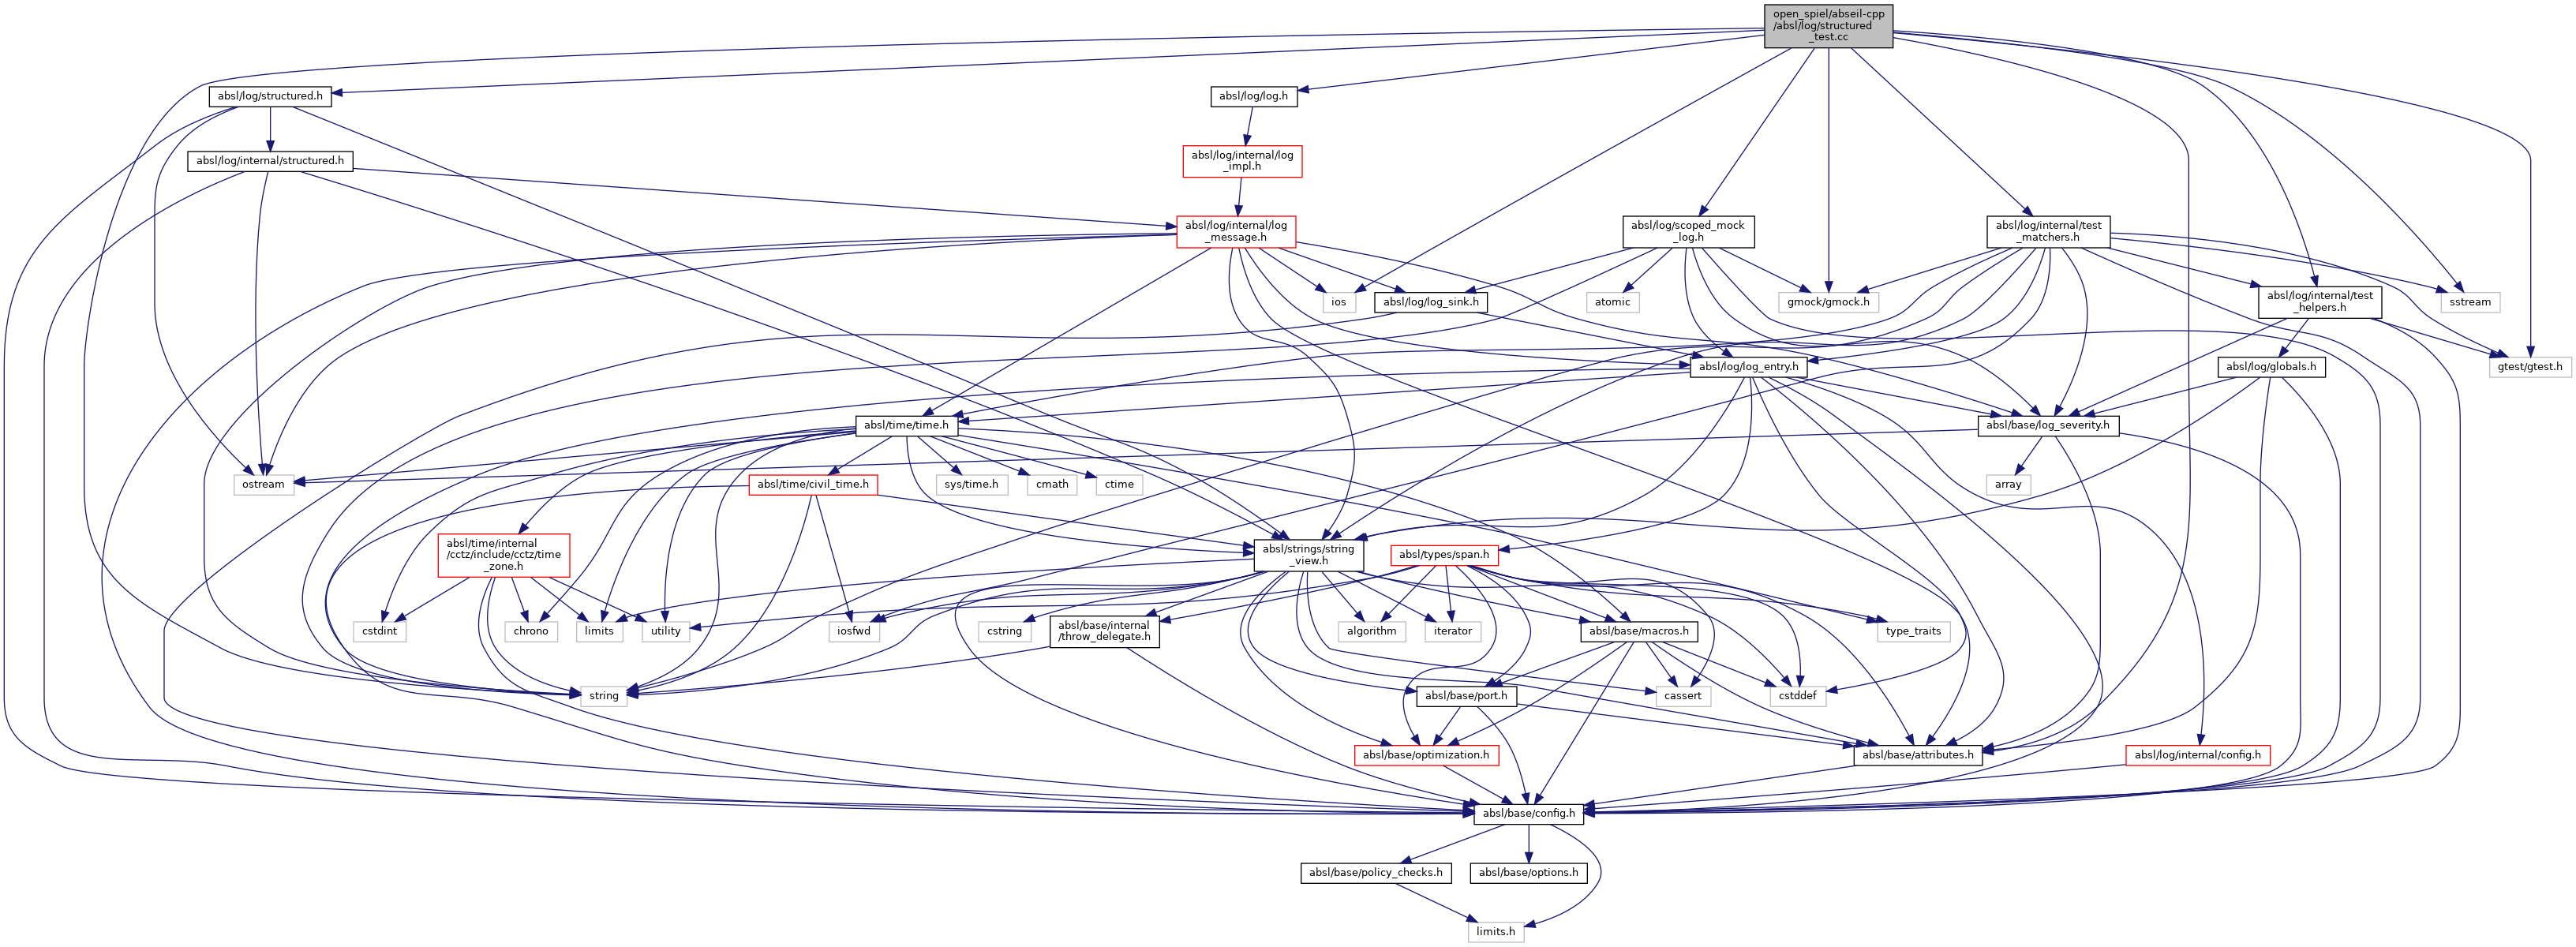 open_spiel/abseil-cpp
/absl/log/structured
_test.cc
absl/log/structured.h
absl/log/log.h
absl/log/internal/structured.h
absl/log/internal/log
_impl.h
absl/log/internal/log
_message.h
absl/log/scoped_mock
_log.h
absl/log/internal/test
_matchers.h
ios
absl/log/log_sink.h
atomic
gmock/gmock.h
absl/log/internal/test
_helpers.h
sstream
absl/log/log_entry.h
absl/log/globals.h
gtest/gtest.h
absl/time/time.h
absl/base/log_severity.h
ostream
absl/time/civil_time.h
sys/time.h
cmath
ctime
array
absl/time/internal
/cctz/include/cctz/time
_zone.h
absl/strings/string
_view.h
absl/types/span.h
cstdint
chrono
limits
utility
iosfwd
cstring
absl/base/internal
/throw_delegate.h
algorithm
iterator
absl/base/macros.h
type_traits
string
absl/base/port.h
cassert
cstddef
absl/base/optimization.h
absl/base/attributes.h
absl/log/internal/config.h
absl/base/config.h
absl/base/policy_checks.h
absl/base/options.h
limits.h